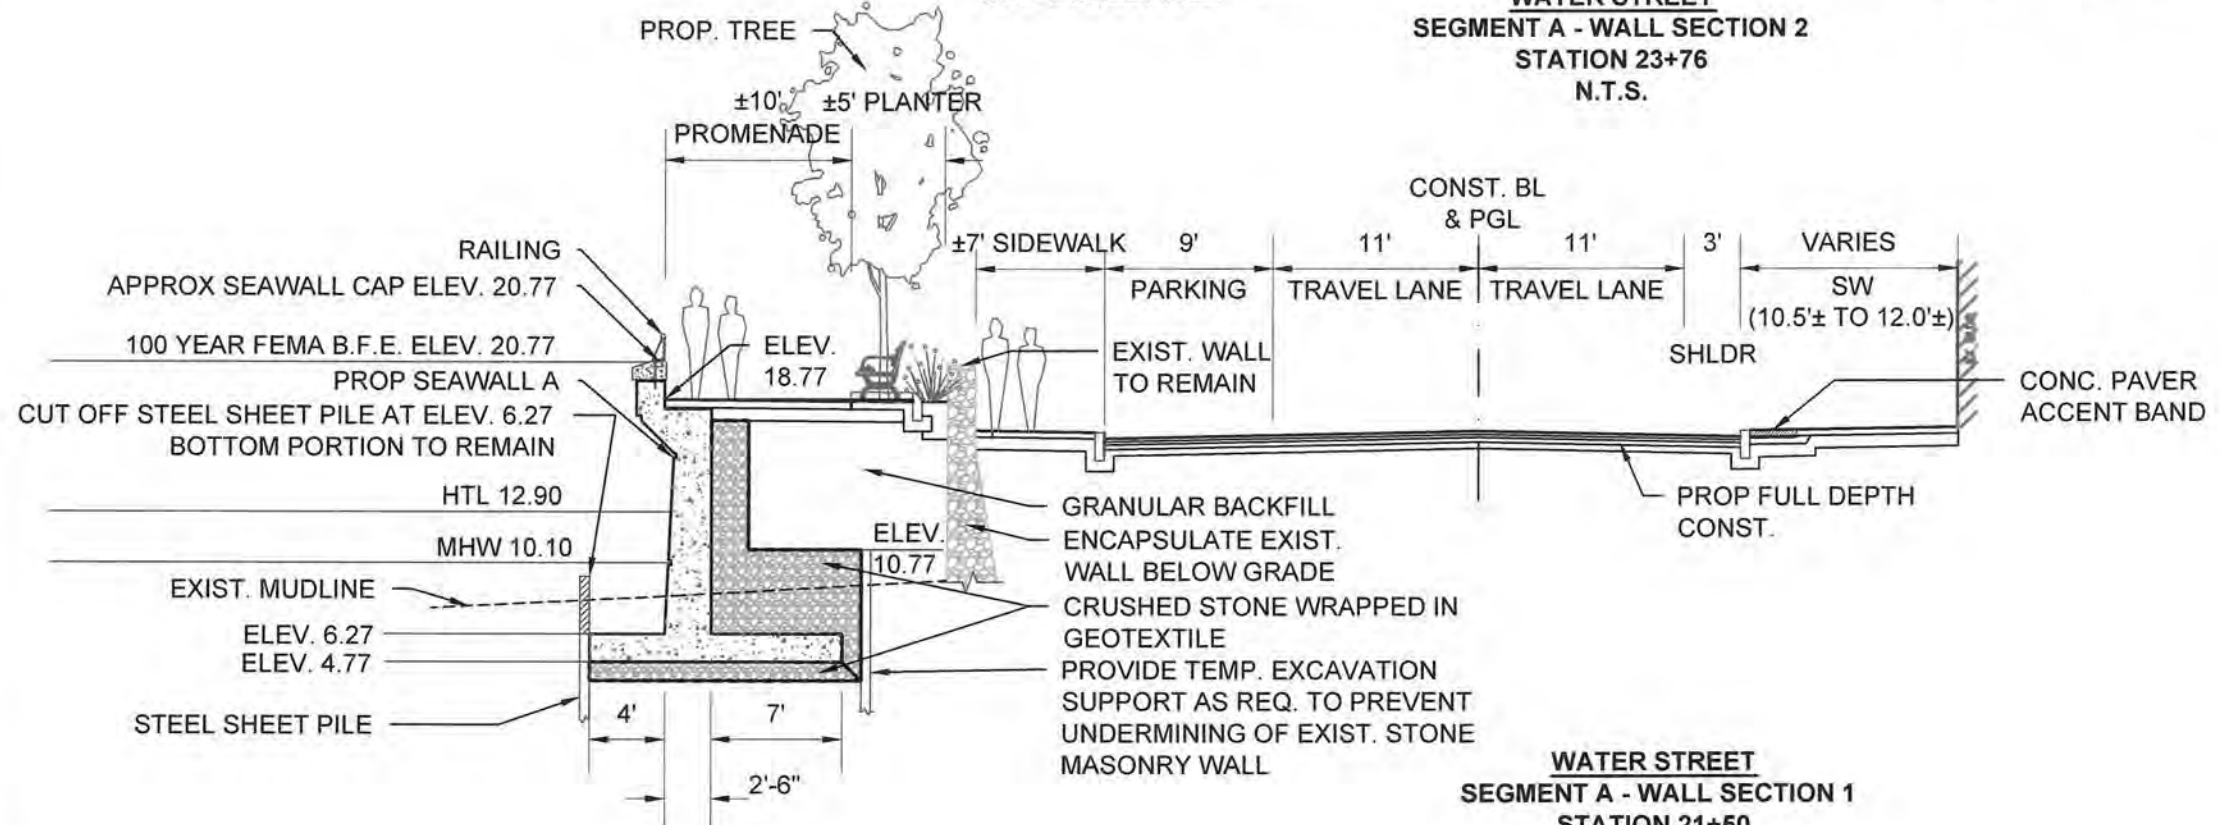 WATER STREET
SEGMENT A - WALL SECTION 2
STATION 23+76
N.T.S.
PROP. TREE
±10'
±5' PLANTER
PROMENADE
CONST. BL
& PGL
±7' SIDEWALK
9'
11'
11'
3'
VARIES
PARKING
TRAVEL LANE
TRAVEL LANE
SW
(10.5'± TO 12.0'±)
SHLDR
RAILING
APPROX SEAWALL CAP ELEV. 20.77
100 YEAR FEMA B.F.E. ELEV. 20.77
PROP SEAWALL A
CUT OFF STEEL SHEET PILE AT ELEV. 6.27
BOTTOM PORTION TO REMAIN
HTL 12.90
MHW 10.10
EXIST. MUDLINE
ELEV. 6.27
ELEV. 4.77
STEEL SHEET PILE
ELEV.
18.77
EXIST. WALL
TO REMAIN
CONC. PAVER
ACCENT BAND
PROP FULL DEPTH
CONST.
ELEV.
10.77
GRANULAR BACKFILL
ENCAPSULATE EXIST.
WALL BELOW GRADE
CRUSHED STONE WRAPPED IN
GEOTEXTILE
PROVIDE TEMP. EXCAVATION
SUPPORT AS REQ. TO PREVENT
UNDERMINING OF EXIST. STONE
MASONRY WALL
4'
7'
2'-6"
WATER STREET
SEGMENT A - WALL SECTION 1
STATION 21+50